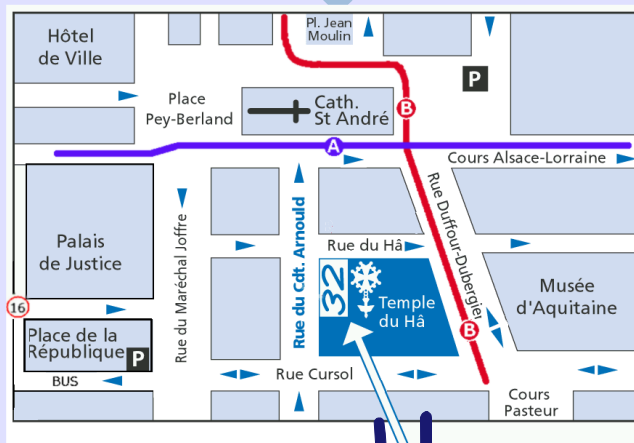 Hôtel
de Ville
Pl. Jean
Moulin
P
Place
Pey-Berland
Cath.
St André
B
A
Cours Alsace-Lorraine
Palais
de Justice
Rue du Maréchal Joffre
Rue du Cdt. Arnould
Rue Duffour-Dubergier
Rue du Hâ
32
Temple
du Hâ
Musée
d'Aquitaine
16
Place de la
République
P
B
BUS
Rue Cursol
Cours
Pasteur